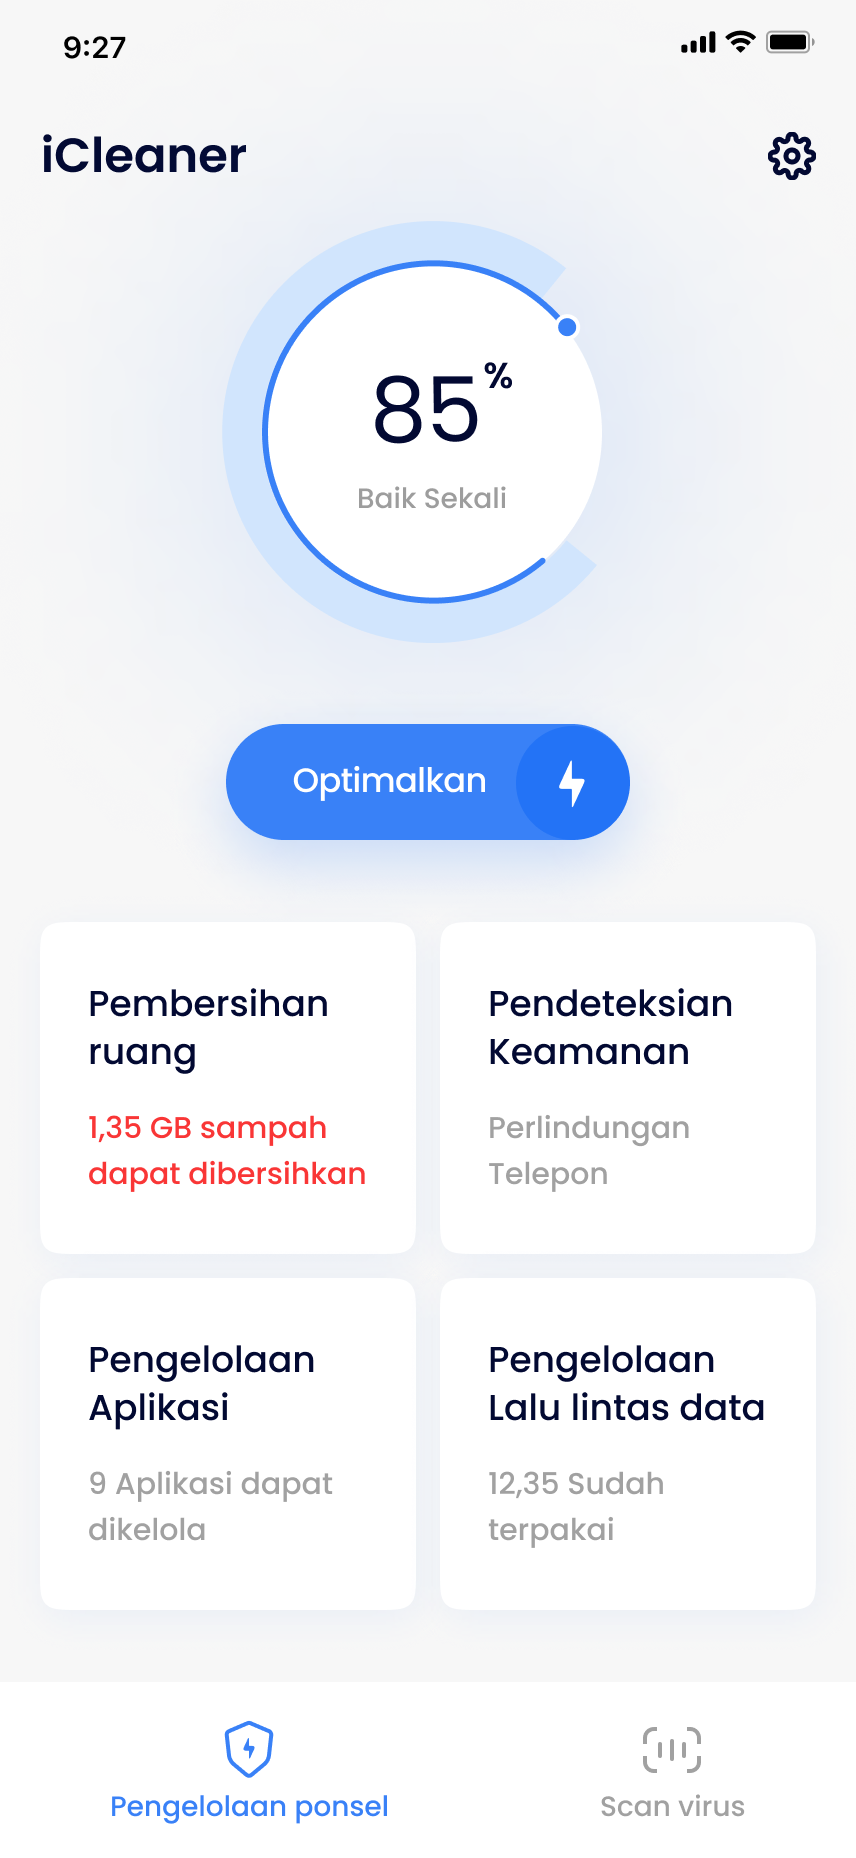 9:27
iCleaner
85%
Baik Sekali
Optimalkan
Pembersihan
ruang
1,35 GB sampah
dapat dibersihkan
Pendeteksian
Keamanan
Perlindungan
Telepon
Pengelolaan
Aplikasi
9 Aplikasi dapat
dikelola
Pengelolaan
Lalu lintas data
12,35 Sudah
terpakai
Pengelolaan ponsel
Scan virus